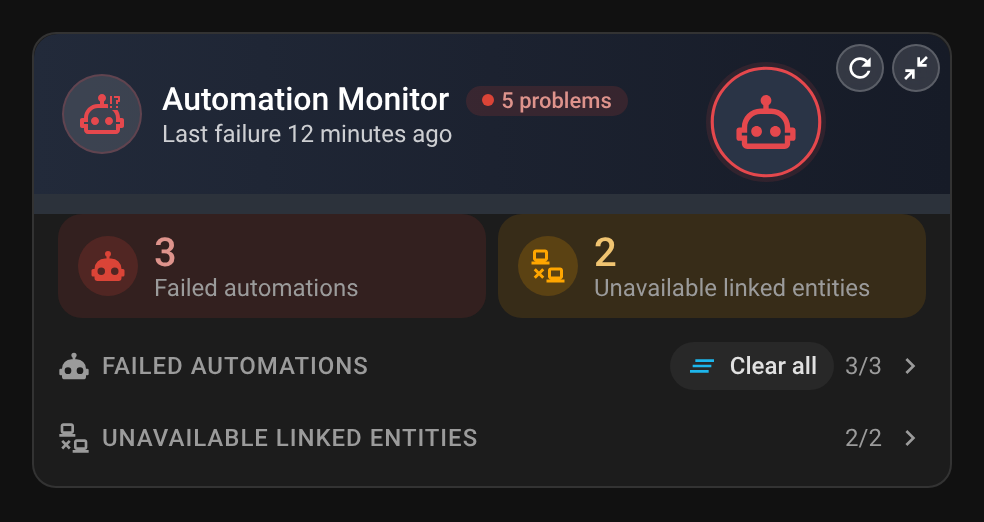 Automation Monitor
5 problems
Last failure 12 minutes ago
3
Failed automations
2
Unavailable linked entities
FAILED AUTOMATIONS
Clear all
3/3
UNAVAILABLE LINKED ENTITIES
2/2